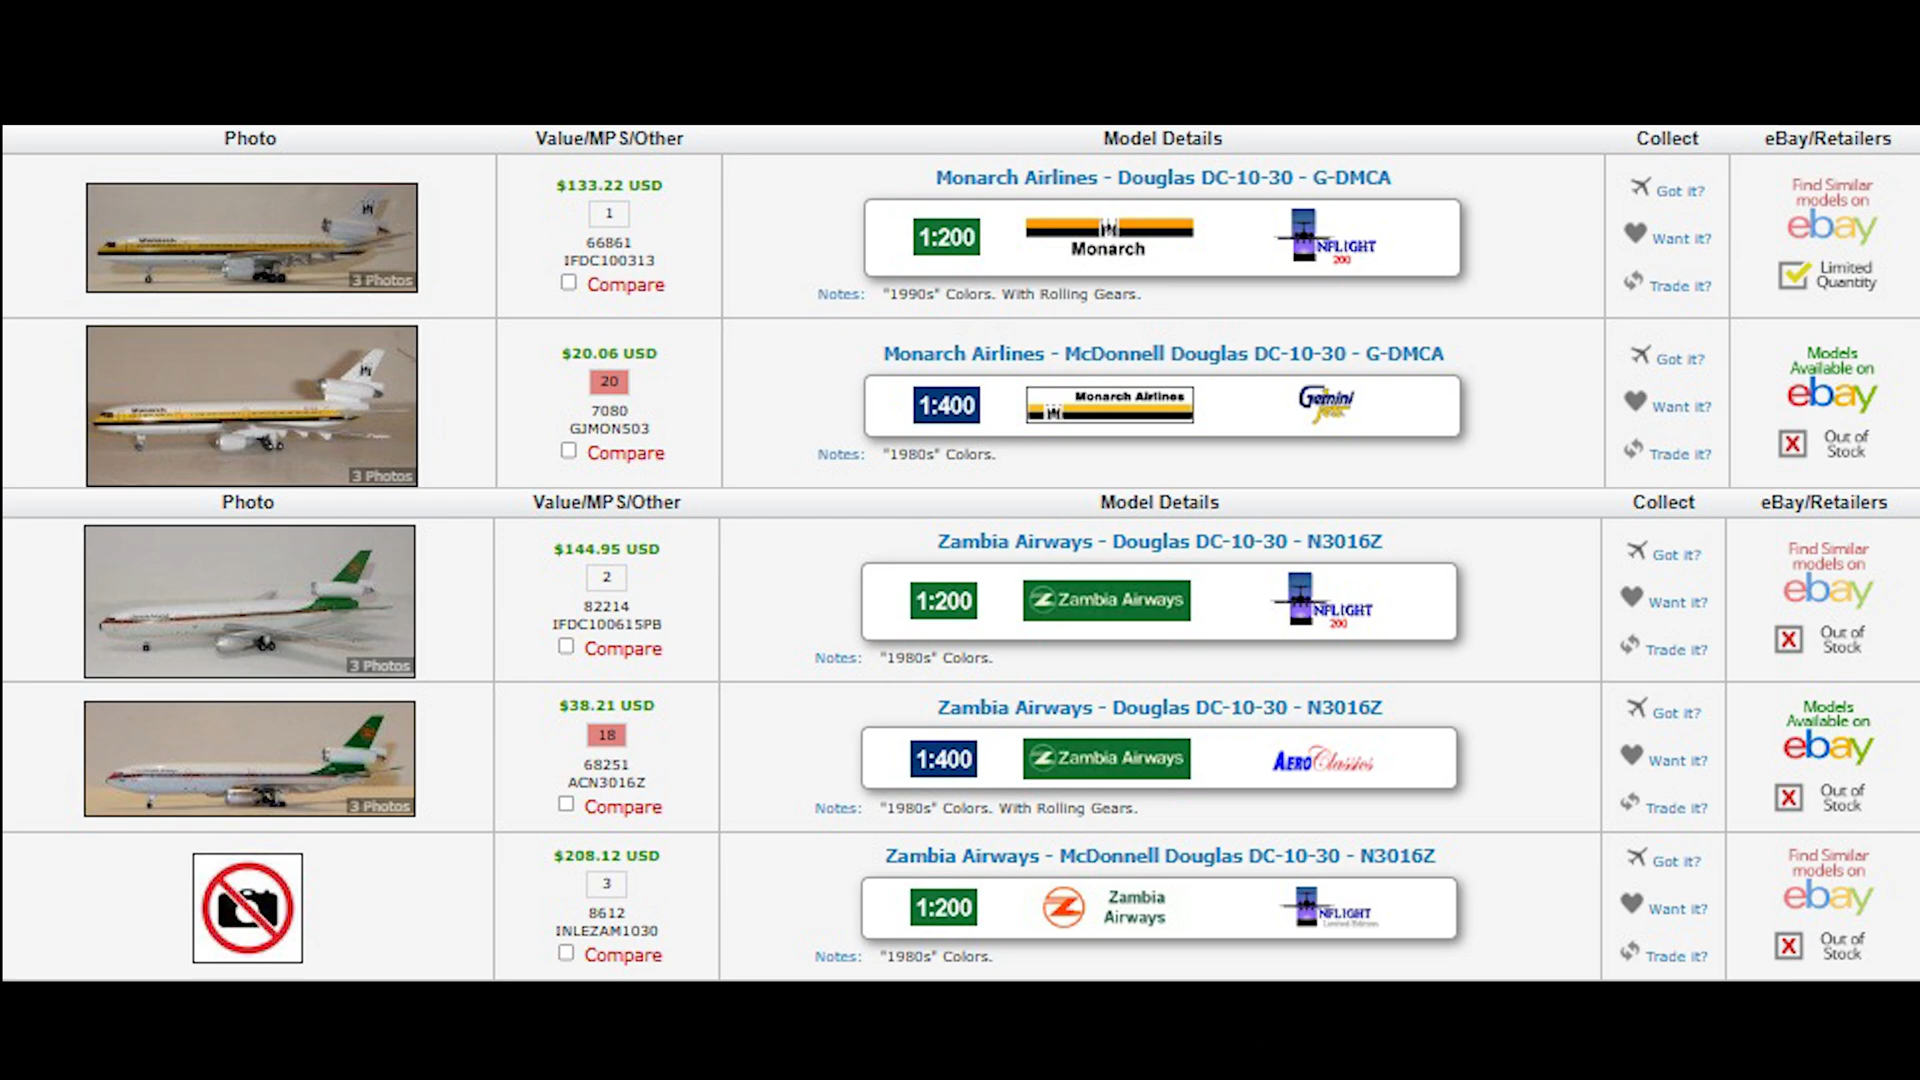 Photo Value/MPS/Other Model Details Collect eBay/Retailers
Monarch
3 Photos
$133.22 USD
1
66861
IFDC100313
Compare
Monarch Airlines - Douglas DC-10-30 - G-DMCA
1:200
Monarch
NFLIGHT
200
Notes: "1990s" Colors. With Rolling Gears.
Got it?
Want it?
Trade it?
Find Similar
models on
ebay
Limited
Quantity
Monarch
3 Photos
$20.06 USD
20
7080
GJMON503
Compare
Monarch Airlines - McDonnell Douglas DC-10-30 - G-DMCA
1:400
Monarch Airlines
Gemini
Jets
Notes: "1980s" Colors.
Got it?
Want it?
Trade it?
Models
Available on
ebay
X Out of
Stock
Photo Value/MPS/Other Model Details Collect eBay/Retailers
3 Photos
$144.95 USD
2
82214
IFDC100615PB
Compare
Zambia Airways - Douglas DC-10-30 - N3016Z
1:200
Zambia Airways
NFLIGHT
200
Notes: "1980s" Colors.
Got it?
Want it?
Trade it?
Find Similar
models on
ebay
X Out of
Stock
3 Photos
$38.21 USD
18
68251
ACN3016Z
Compare
Zambia Airways - Douglas DC-10-30 - N3016Z
1:400
Zambia Airways
AeroClassics
Notes: "1980s" Colors. With Rolling Gears.
Got it?
Want it?
Trade it?
Models
Available on
ebay
X Out of
Stock
$208.12 USD
3
8612
INLEZAM1030
Compare
Zambia Airways - McDonnell Douglas DC-10-30 - N3016Z
1:200
Zambia
Airways
NFLIGHT
Limited Edition
Notes: "1980s" Colors.
Got it?
Want it?
Trade it?
Find Similar
models on
ebay
X Out of
Stock